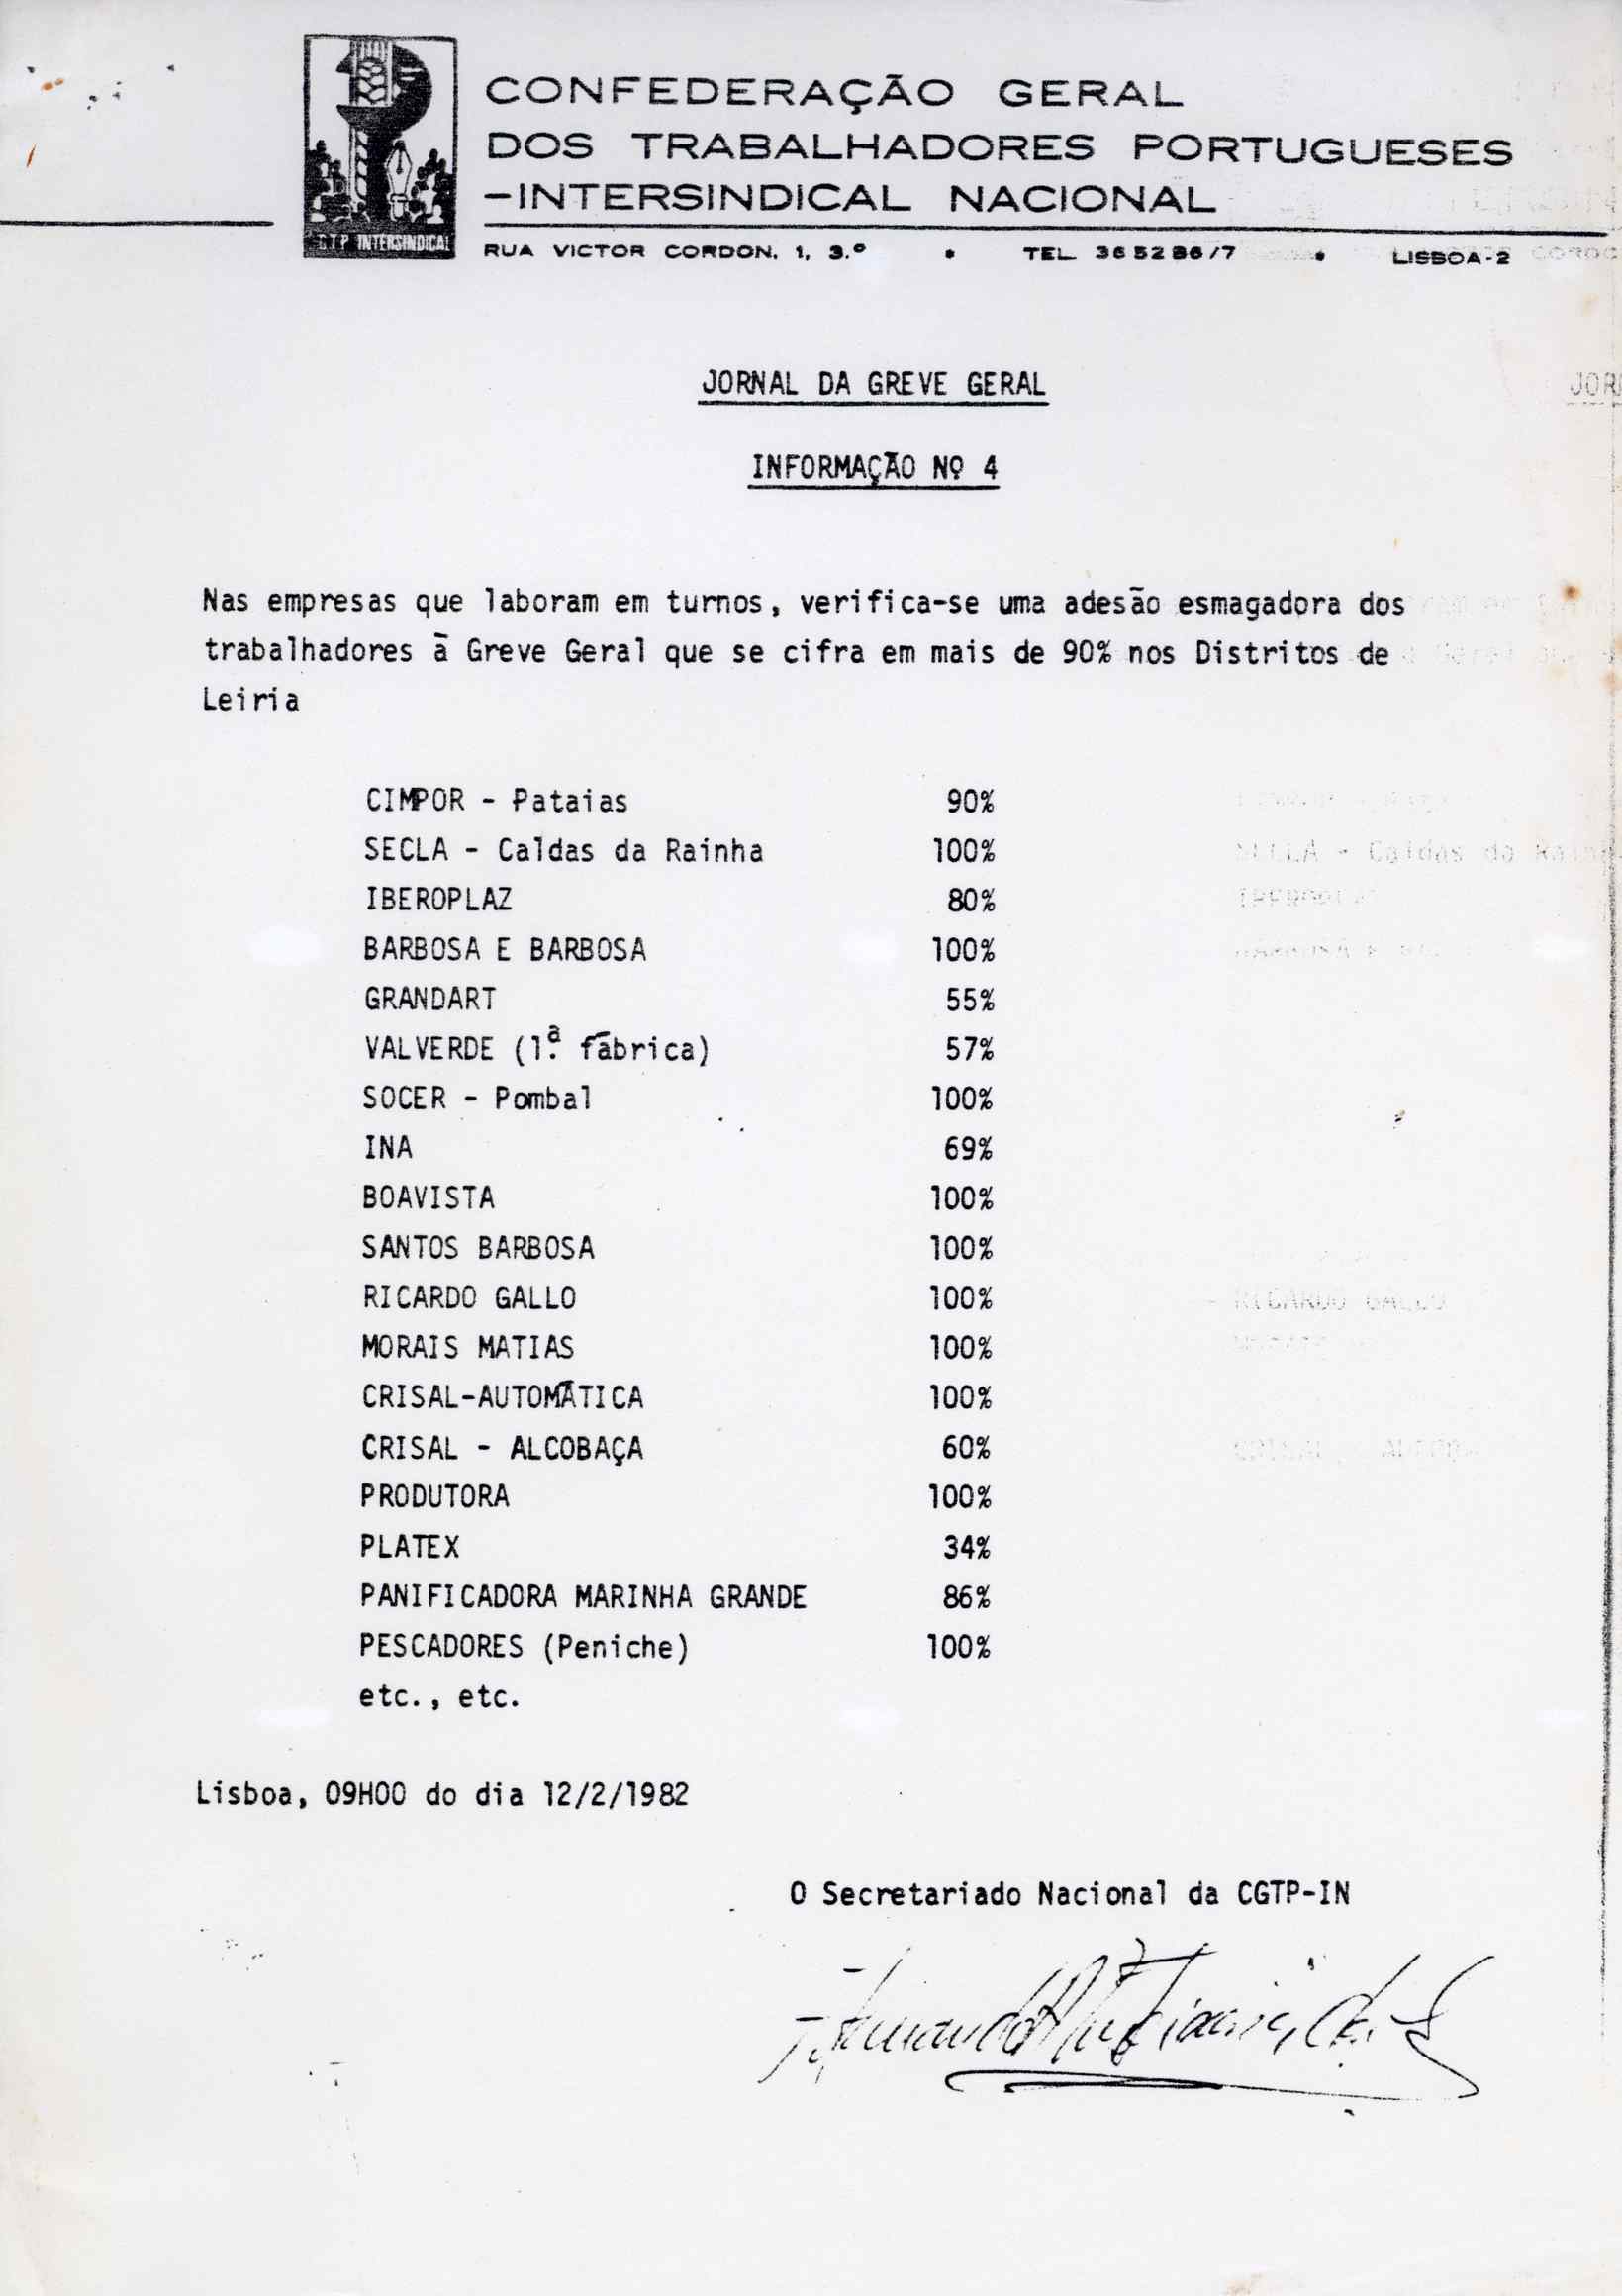 CONFEDERAÇÃO GERAL
DOS TRABALHADORES PORTUGUESES
-INTERSINDICAL NACIONAL
INTERSINDICAL
RUA VICTOR CORDON, 1, 3.º • TEL 36 52 86/7 • LISBOA-2
JORNAL DA GREVE GERAL
INFORMAÇÃO Nº 4
Nas empresas que laboram em turnos, verifica-se uma adesão esmagadora dos
trabalhadores à Greve Geral que se cifra em mais de 90% nos Distritos de
Leiria
CIMPOR - Pataias 90%
SECLA - Caldas da Rainha 100%
IBEROPLAZ 80%
BARBOSA E BARBOSA 100%
GRANDART 55%
VALVERDE (1.ª fábrica) 57%
SOCER - Pombal 100%
INA 69%
BOAVISTA 100%
SANTOS BARBOSA 100%
RICARDO GALLO 100%
MORAIS MATIAS 100%
CRISAL-AUTOMÁTICA 100%
CRISAL - ALCOBAÇA 60%
PRODUTORA 100%
PLATEX 34%
PANIFICADORA MARINHA GRANDE 86%
PESCADORES (Peniche) 100%
etc., etc.
Lisboa, 09H00 do dia 12/2/1982
O Secretariado Nacional da CGTP-IN